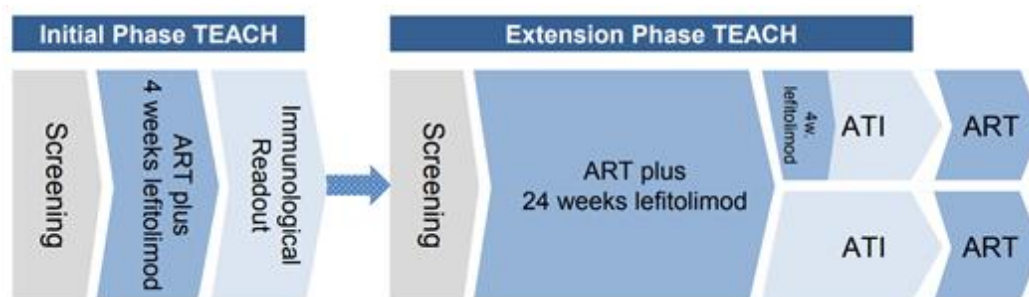 Initial Phase TEACH
Extension Phase TEACH
Screening
ART plus
4 weeks lefitolimod
Immunological
Readout
Screening
ART plus
24 weeks lefitolimod
4w.
lefitolimod
ATI
ART
ATI
ART